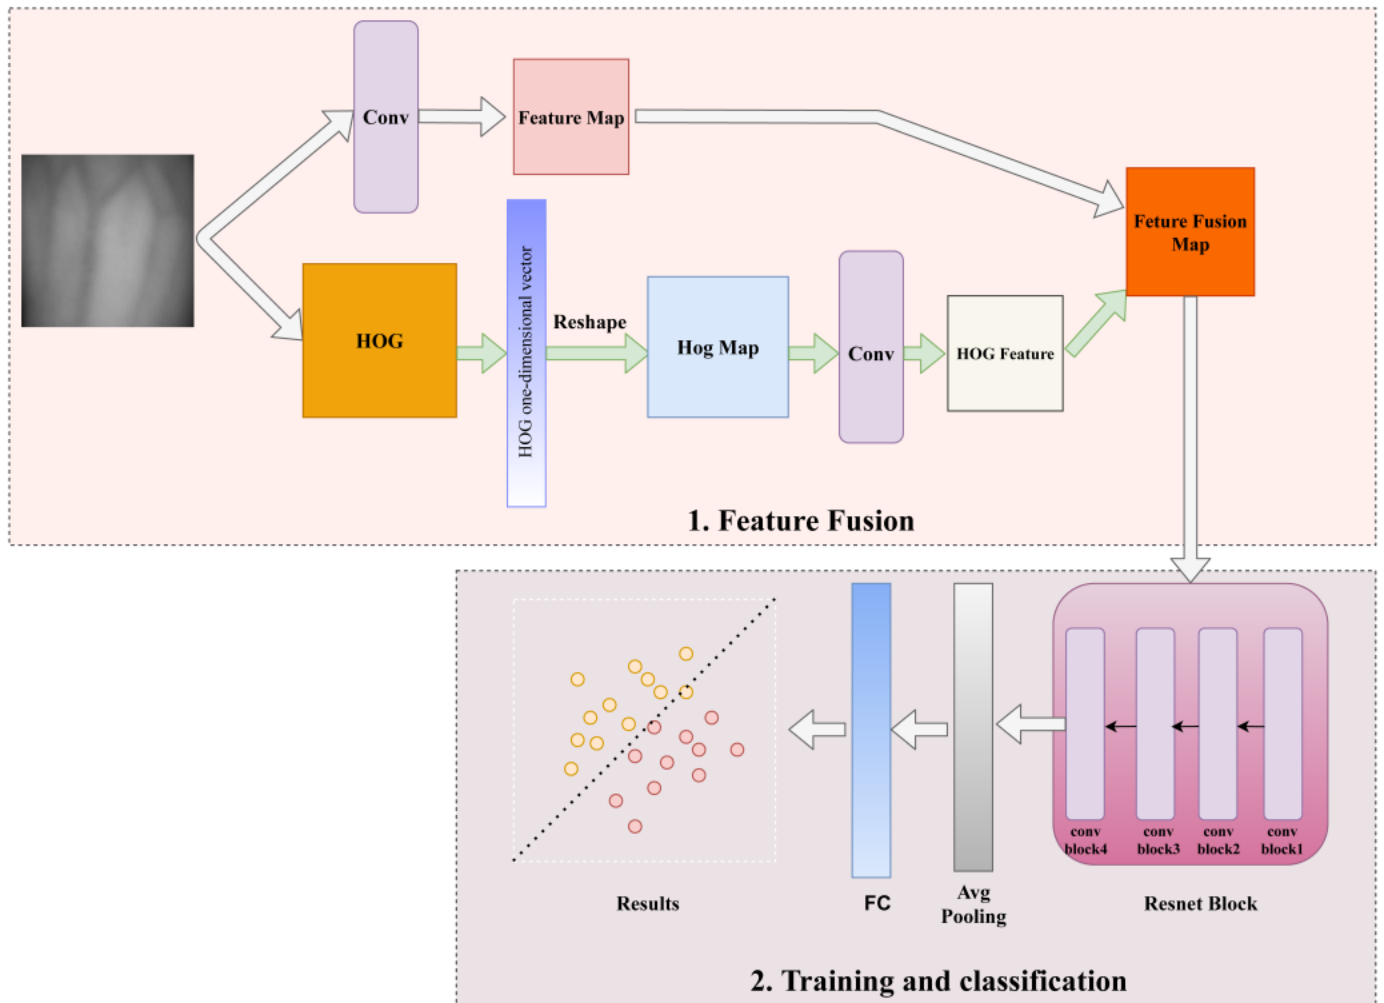 Conv
Feature Map
Feture Fusion
Map
HOG
HOG one-dimensional vector
Reshape
Hog Map
Conv
HOG Feature
1. Feature Fusion
conv
block4
conv
block3
conv
block2
conv
block1
Results
FC
Avg
Pooling
Resnet Block
2. Training and classification